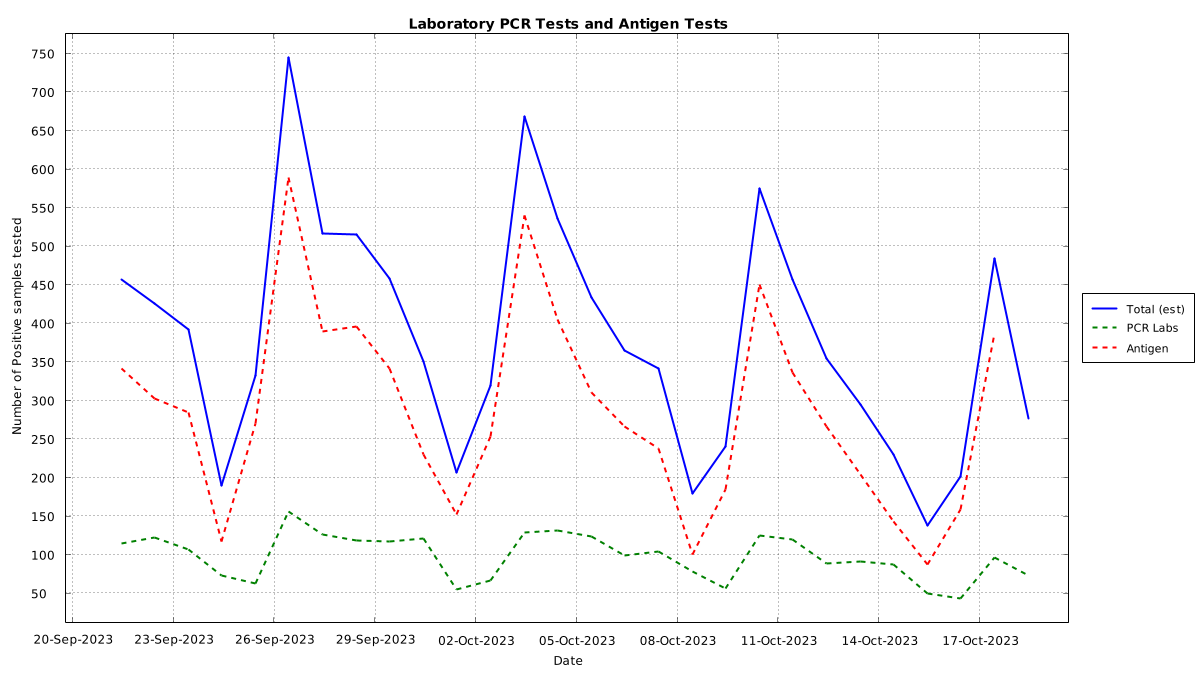 Laboratory PCR Tests and Antigen Tests
Number of Positive samples tested
750
700
650
600
550
500
450
400
350
300
250
200
150
100
50
20-Sep-2023 23-Sep-2023 26-Sep-2023 29-Sep-2023 02-Oct-2023 05-Oct-2023 08-Oct-2023 11-Oct-2023 14-Oct-2023 17-Oct-2023
Date
Total (est)
PCR Labs
Antigen